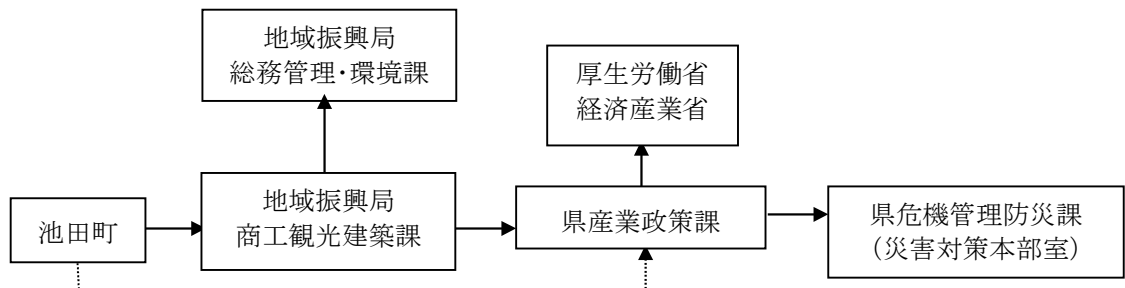 地域振興局
総務管理・環境課
厚生労働省
経済産業省
池田町
地域振興局
商工観光建築課
県産業政策課
県危機管理防災課
（災害対策本部室）